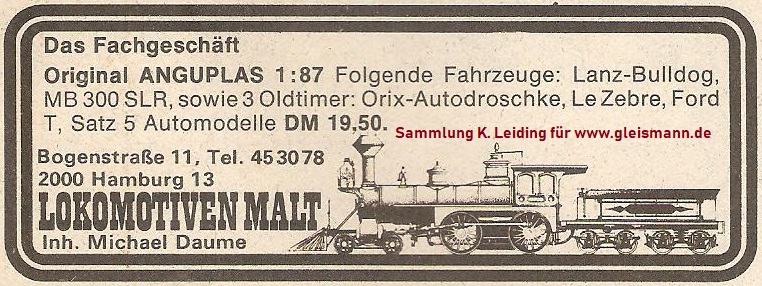 Das Fachgeschäft
Original ANGUPLAS 1:87 Folgende Fahrzeuge: Lanz-Bulldog,
MB 300 SLR, sowie 3 Oldtimer: Orix-Autodroschke, Le Zebre, Ford
T, Satz 5 Automodelle DM 19,50.
Sammlung K. Leiding für www.gleismann.de
Bogenstraße 11, Tel. 453078
2000 Hamburg 13
LOKOMOTIVEN MALT
Inh. Michael Daume